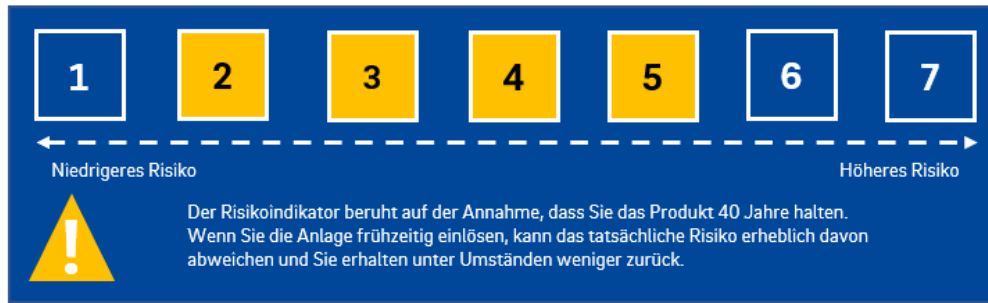 1 2 3 4 5 6 7
Niedrigeres Risiko Höheres Risiko
!
Der Risikoindikator beruht auf der Annahme, dass Sie das Produkt 40 Jahre halten.
Wenn Sie die Anlage frühzeitig einlösen, kann das tatsächliche Risiko erheblich davon
abweichen und Sie erhalten unter Umständen weniger zurück.